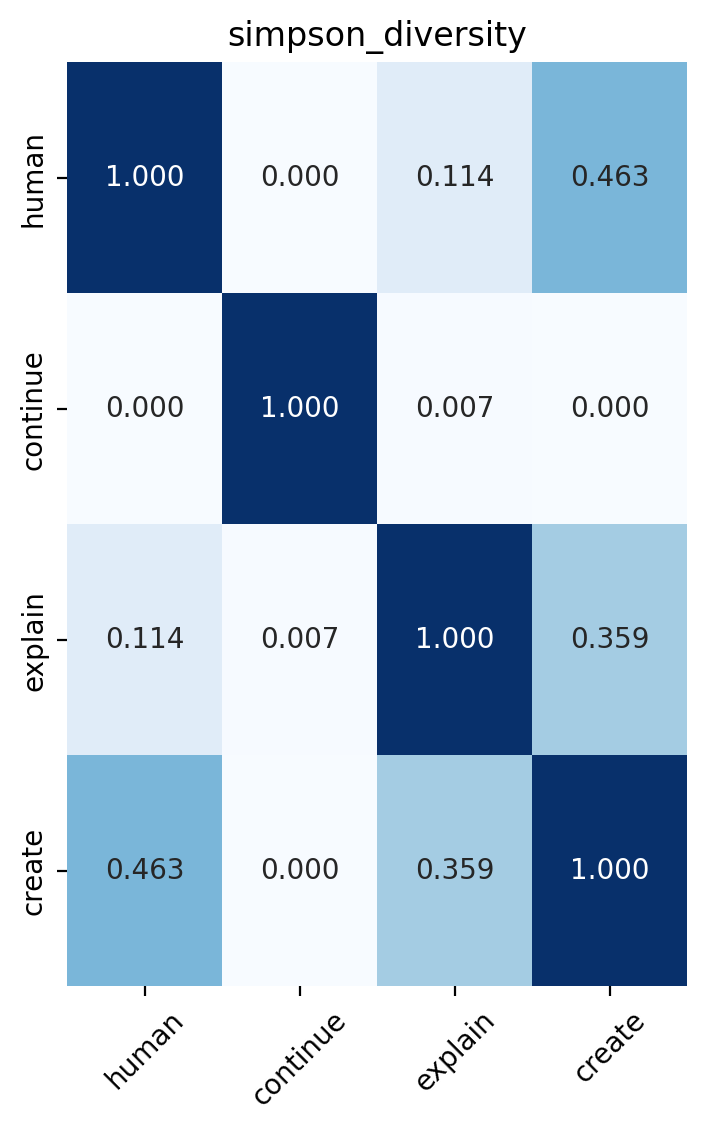 simpson_diversity
human
1.000 0.000 0.114 0.463
continue
0.000 1.000 0.007 0.000
explain
0.114 0.007 1.000 0.359
create
0.463 0.000 0.359 1.000
human continue explain create